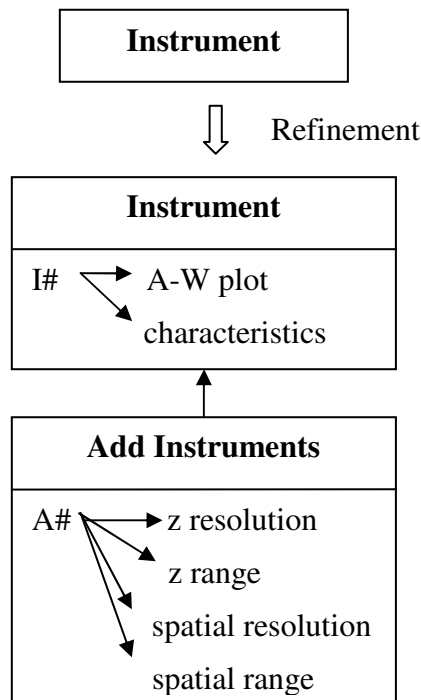 Instrument
Refinement
Instrument
I# A-W plot
characteristics
Add Instruments
A# z resolution
z range
spatial resolution
spatial range